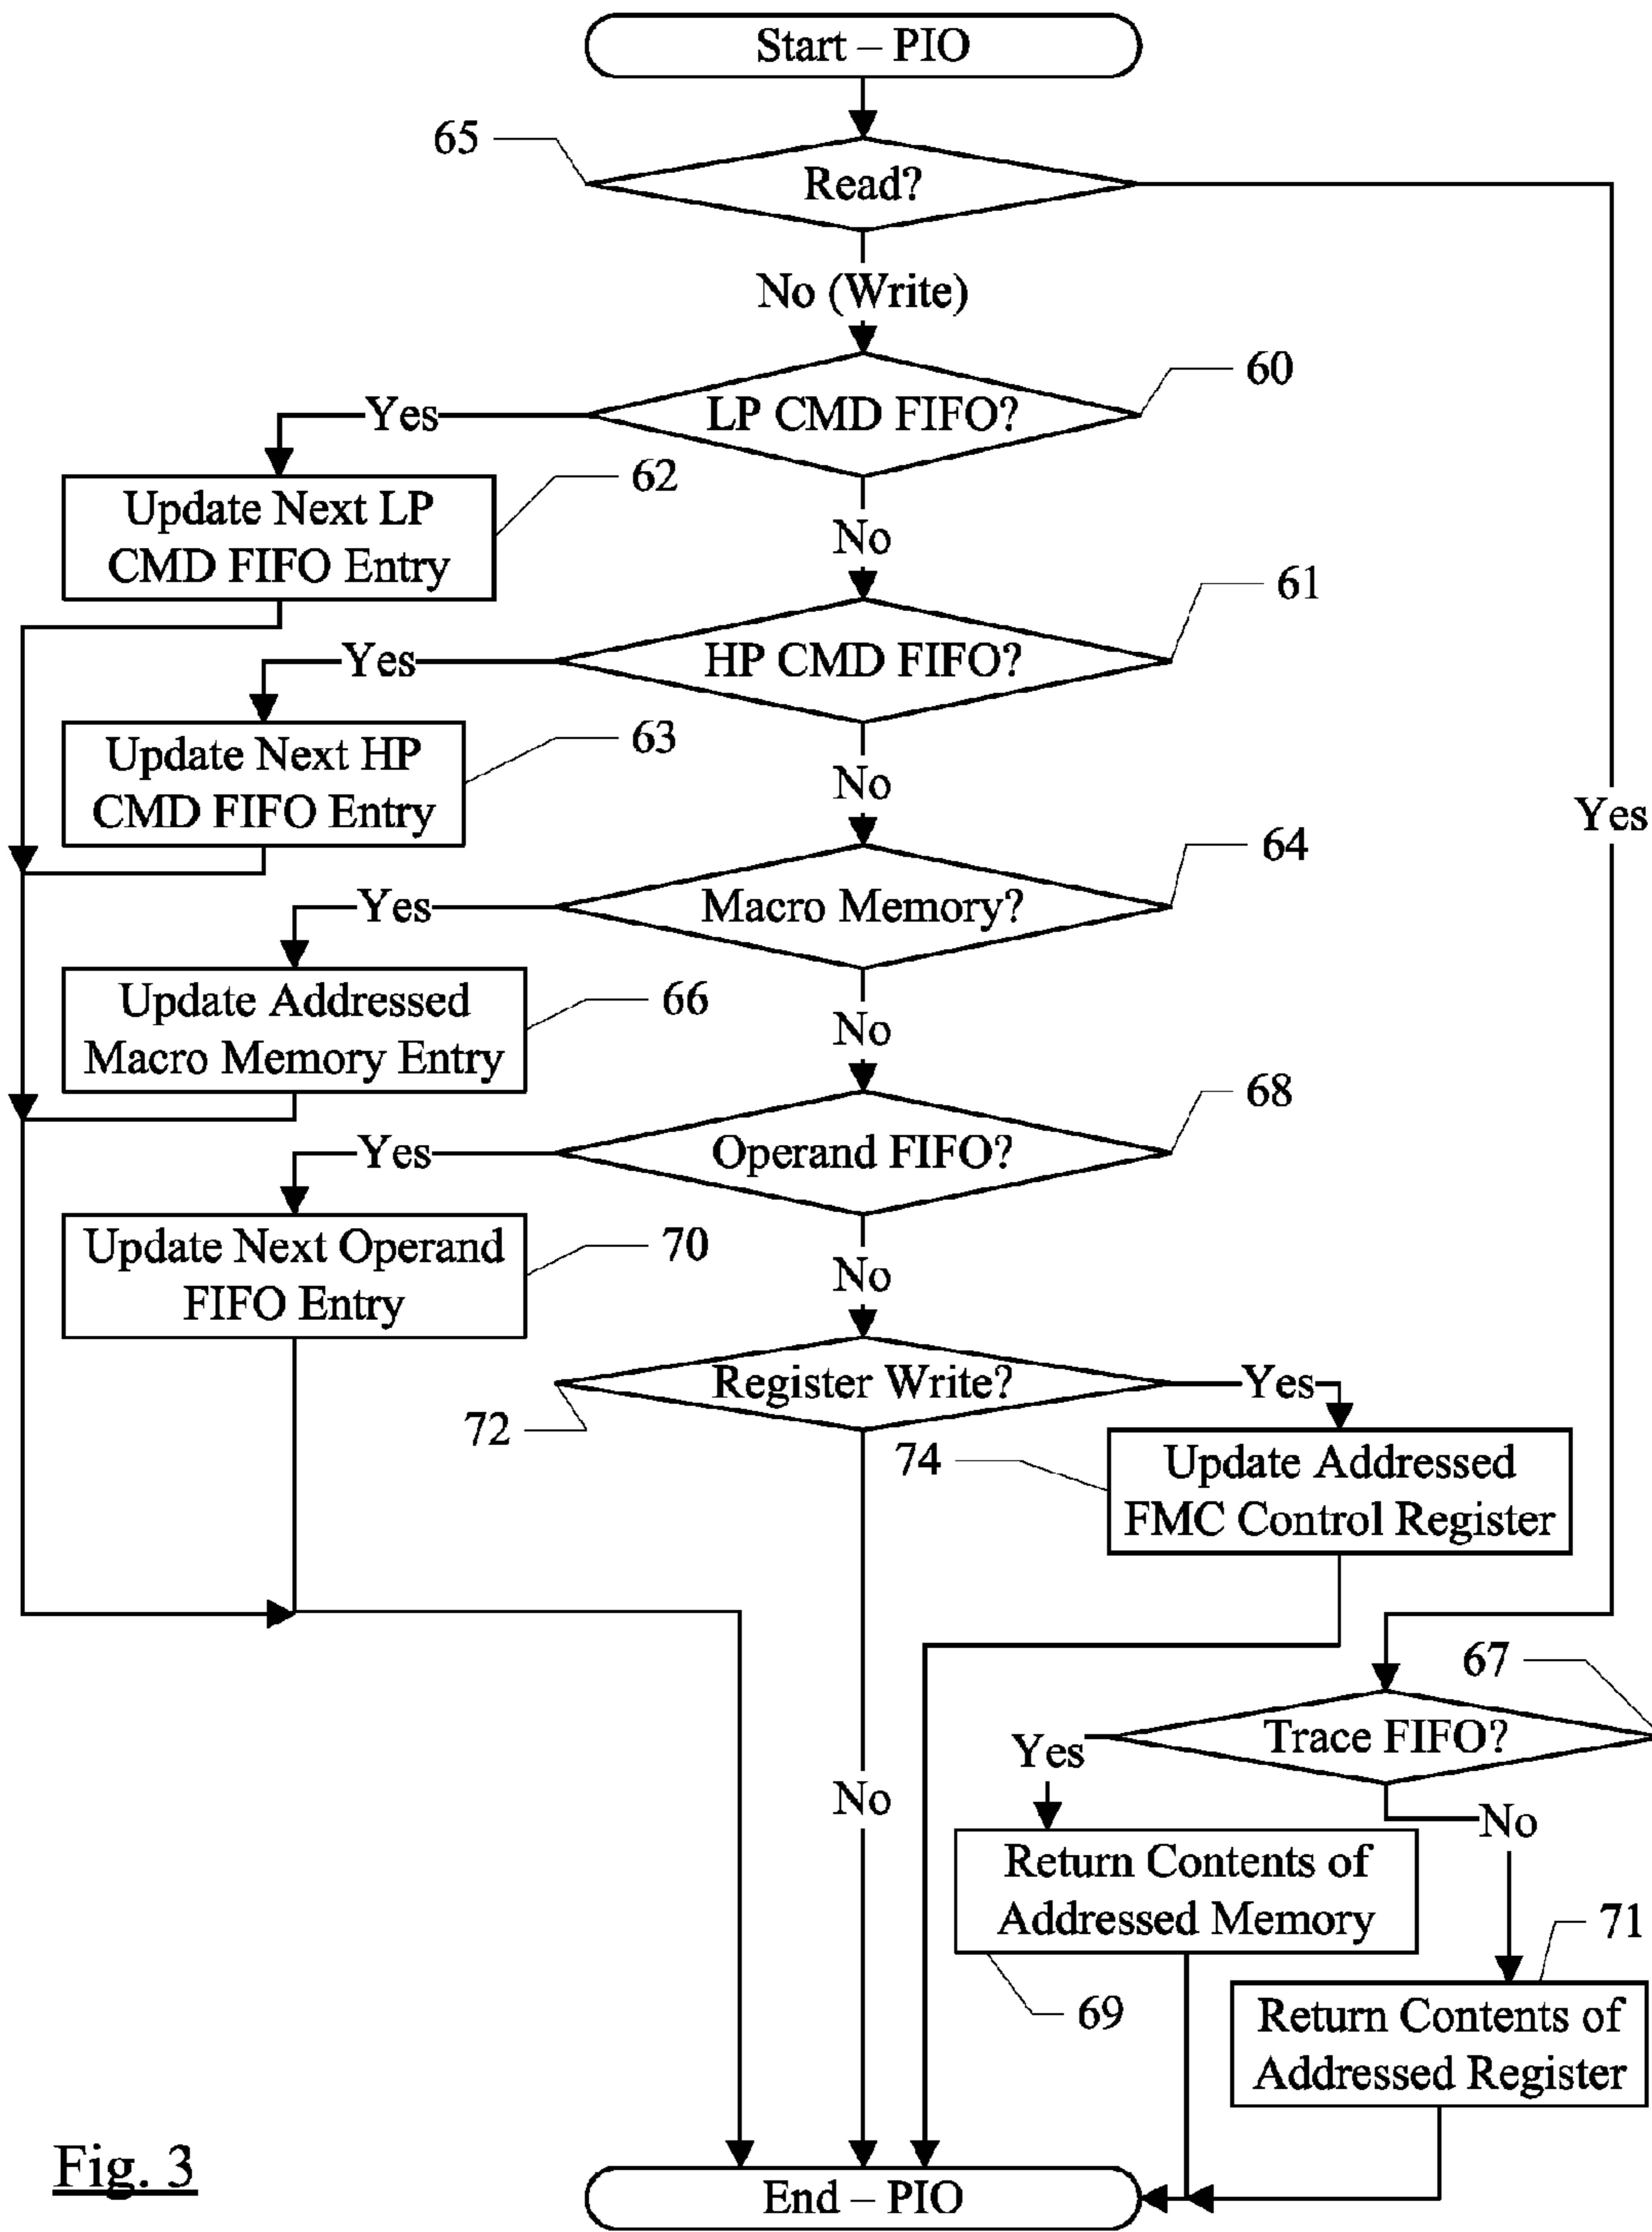 Start – PIO
65
Read?
No (Write)
60
LP CMD FIFO?
Yes
62
Update Next LP
CMD FIFO Entry
No
61
HP CMD FIFO?
Yes
63
Update Next HP
CMD FIFO Entry
No
Yes
64
Macro Memory?
Yes
66
Update Addressed
Macro Memory Entry
No
68
Operand FIFO?
Yes
70
Update Next Operand
FIFO Entry
No
Register Write?
Yes
72
74
Update Addressed
FMC Control Register
67
Trace FIFO?
Yes
No
No
Return Contents of
Addressed Memory
71
69
Return Contents of
Addressed Register
Fig. 3
End – PIO